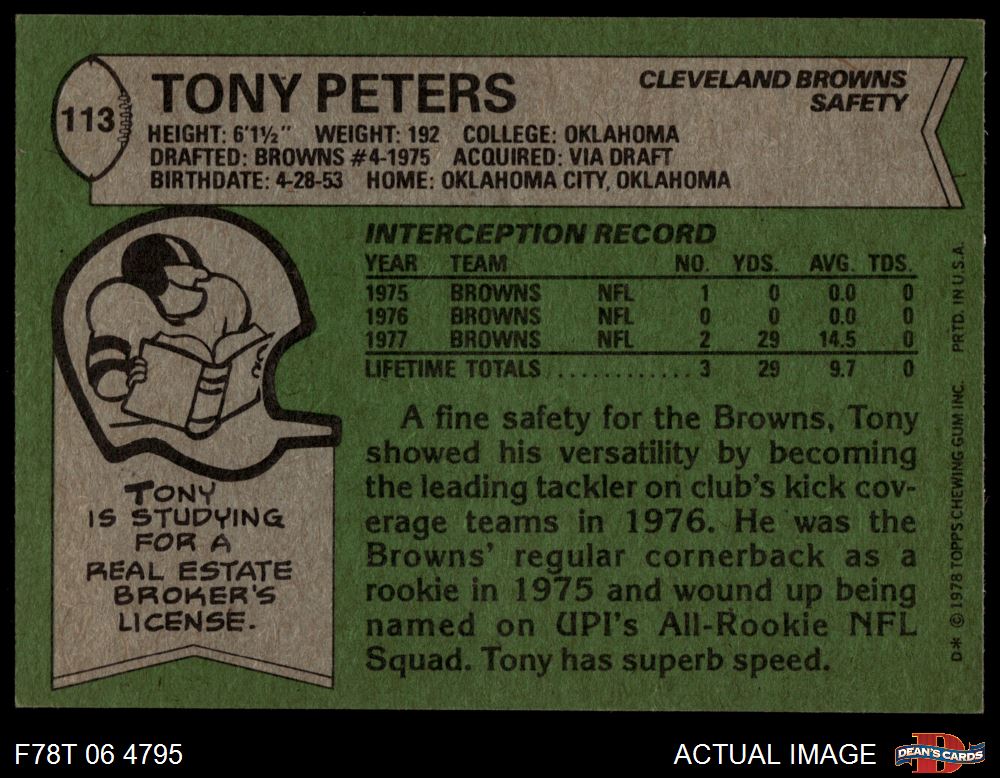 113
TONY PETERS
CLEVELAND BROWNS
SAFETY
HEIGHT: 6'1½" WEIGHT: 192 COLLEGE: OKLAHOMA
DRAFTED: BROWNS #4-1975 ACQUIRED: VIA DRAFT
BIRTHDATE: 4-28-53 HOME: OKLAHOMA CITY, OKLAHOMA
INTERCEPTION RECORD
YEAR TEAM NO. YDS. AVG. TDS.
1975 BROWNS NFL 1 0 0.0 0
1976 BROWNS NFL 0 0 0.0 0
1977 BROWNS NFL 2 29 14.5 0
LIFETIME TOTALS . . . . . . . . . . . . 3 29 9.7 0
A fine safety for the Browns, Tony
showed his versatility by becoming
the leading tackler on club's kick cov-
erage teams in 1976. He was the
Browns' regular cornerback as a
rookie in 1975 and wound up being
named on UPI's All-Rookie NFL
Squad. Tony has superb speed.
TONY
IS STUDYING
FOR A
REAL ESTATE
BROKER'S
LICENSE.
D* © 1978 TOPPS CHEWING GUM INC. PRTD. IN U.S.A.
F78T 06 4795
ACTUAL IMAGE
DEAN'S CARDS